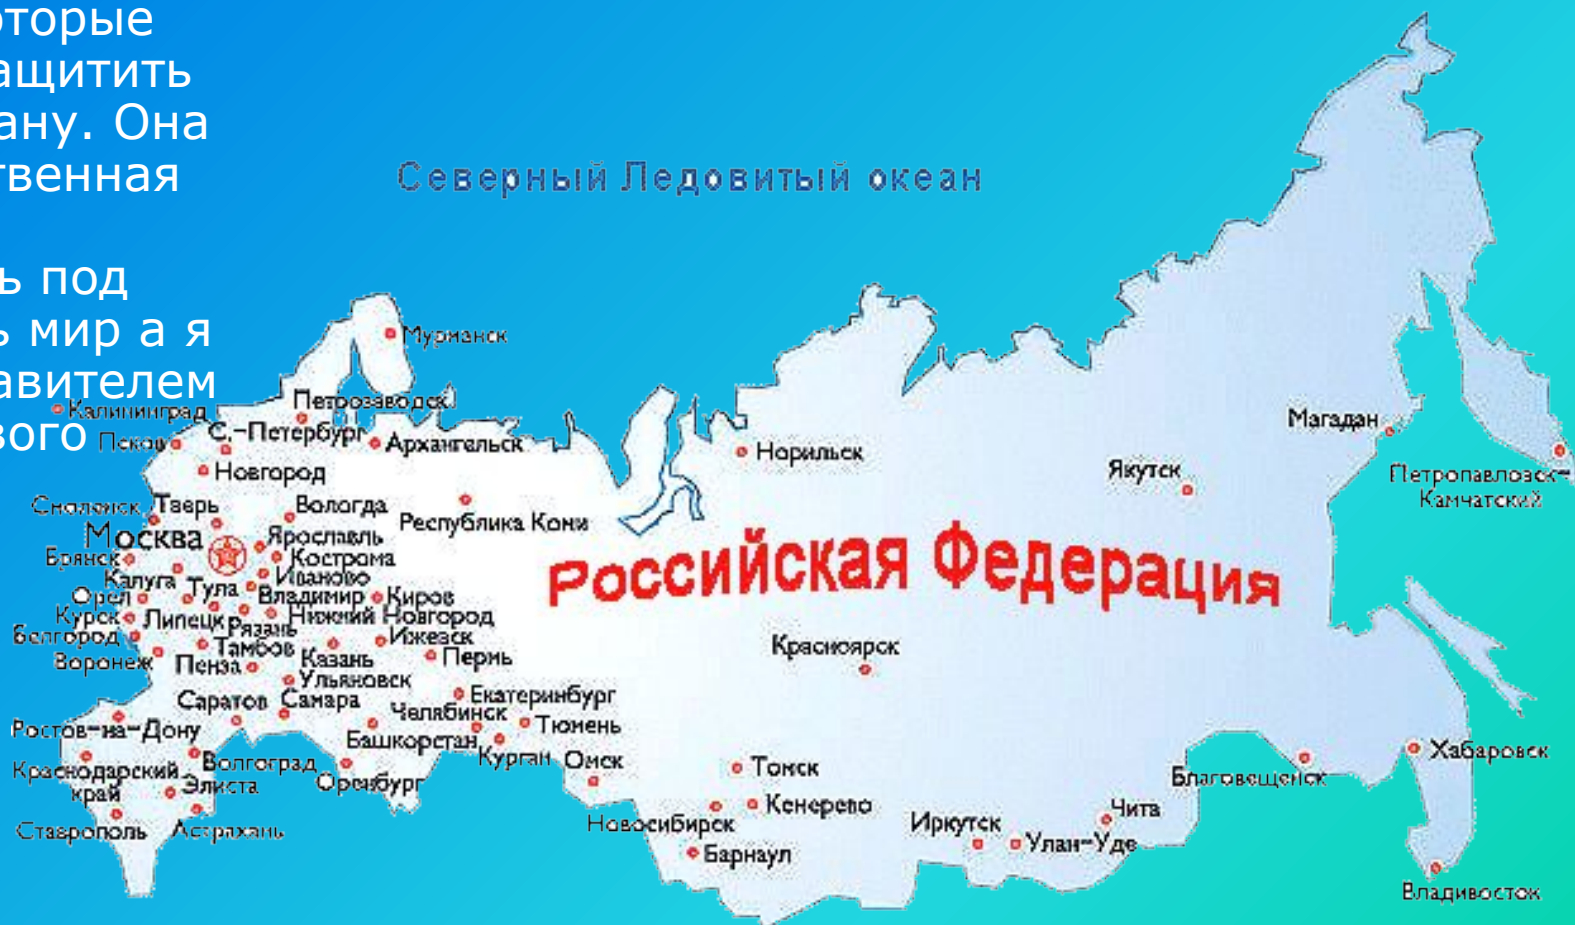 оторые
ащитить
ану. Она
твенная
ь под
ь мир а я
авителем
вого
Северный Ледовитый океан
Мурманск
Калининград
Петрозаводск
Псков
С.-Петербург
Архангельск
Новгород
Норильск
Магадан
Якутск
Петропавловск-
Камчатский
Смоленск
Тверь
Вологда
Республика Коми
Москва
Ярославль
Кострома
Брянск
Калуга
Тула
Иваново
Орел
Владимир
Киров
Курск
Липецк
Рязань
Нижний Новгород
Белгород
Тамбов
Ижевск
Воронеж
Пенза
Казань
Пермь
Ульяновск
Российская Федерация
Красноярск
Саратов
Самара
Екатеринбург
Челябинск
Тюмень
Ростов-на-Дону
Башкорстан
Курган
Омск
Томск
Хабаровск
Краснодарский
край
Волгоград
Элиста
Оренбург
Кемерево
Благовещенск
Ставрополь
Астрахань
Новосибирск
Барнаул
Иркутск
Улан-Уде
Чита
Владивосток